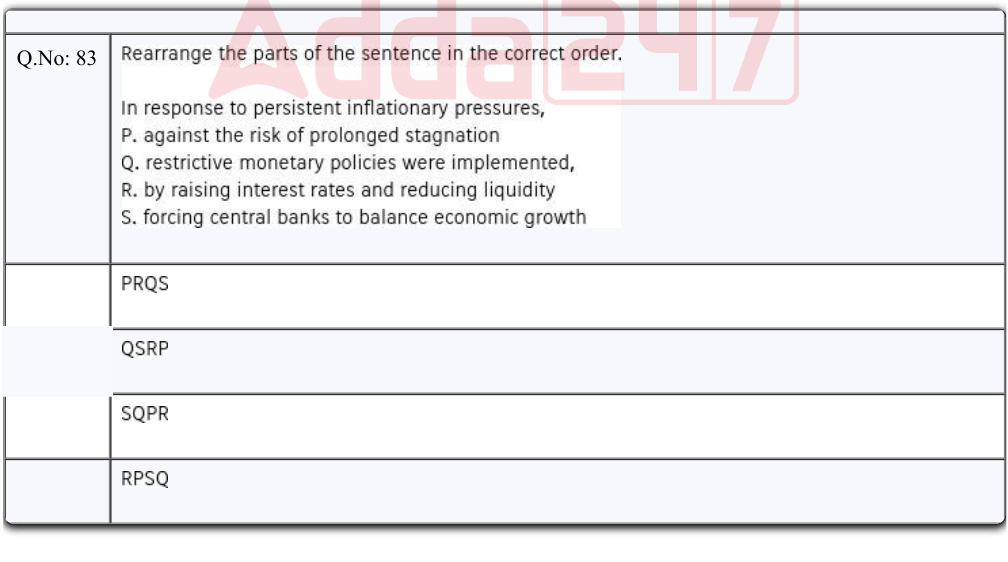 Adda247
Q.No: 83
Rearrange the parts of the sentence in the correct order.
In response to persistent inflationary pressures,
P. against the risk of prolonged stagnation
Q. restrictive monetary policies were implemented,
R. by raising interest rates and reducing liquidity
S. forcing central banks to balance economic growth
PRQS
QSRP
SQPR
RPSQ